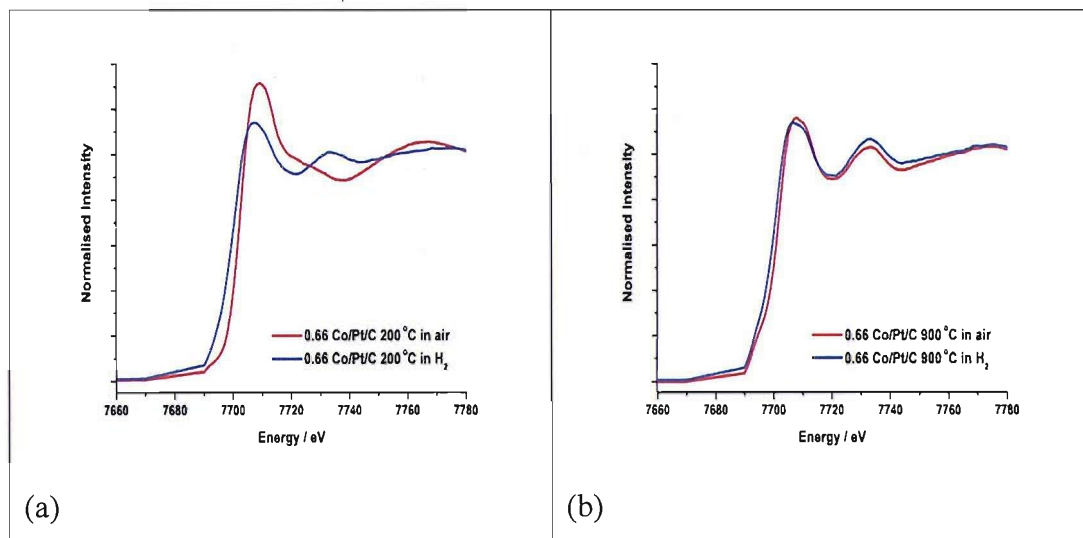 Normalised Intensity
0.66 Co/Pt/C 200 °C in air
0.66 Co/Pt/C 200 °C in H₂
7660 7680 7700 7720 7740 7760 7780
Energy / eV
(a)
Normalised Intensity
0.66 Co/Pt/C 900 °C in air
0.66 Co/Pt/C 900 °C in H₂
7660 7680 7700 7720 7740 7760 7780
Energy / eV
(b)